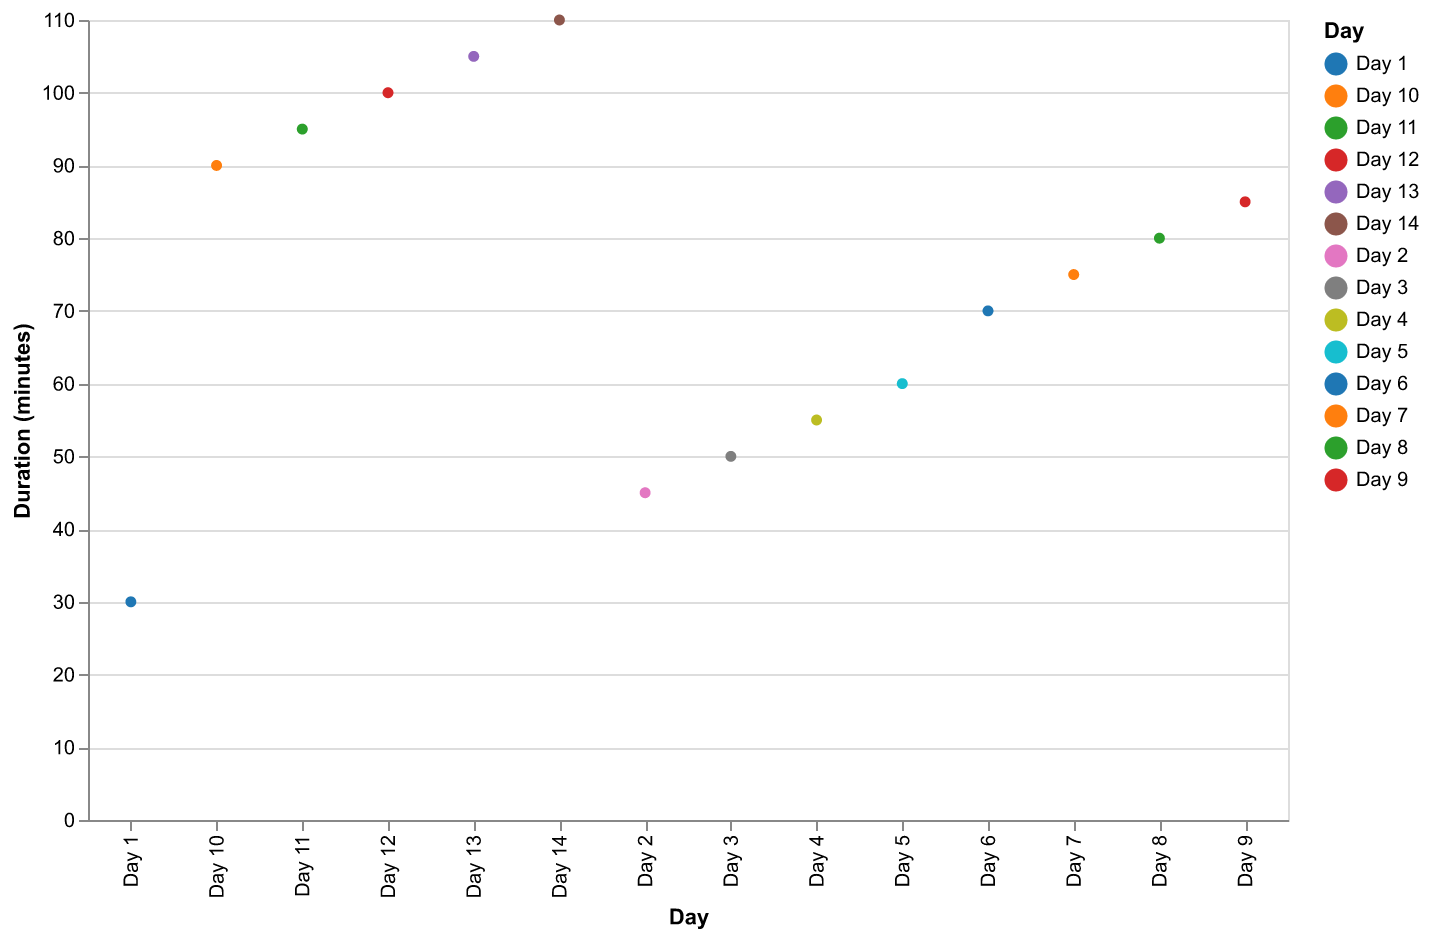 Duration (minutes)
110
100
90
80
70
60
50
40
30
20
10
0
Day 1
Day 10
Day 11
Day 12
Day 13
Day 14
Day 2
Day 3
Day 4
Day 5
Day 6
Day 7
Day 8
Day 9
Day
Day
Day 1
Day 10
Day 11
Day 12
Day 13
Day 14
Day 2
Day 3
Day 4
Day 5
Day 6
Day 7
Day 8
Day 9